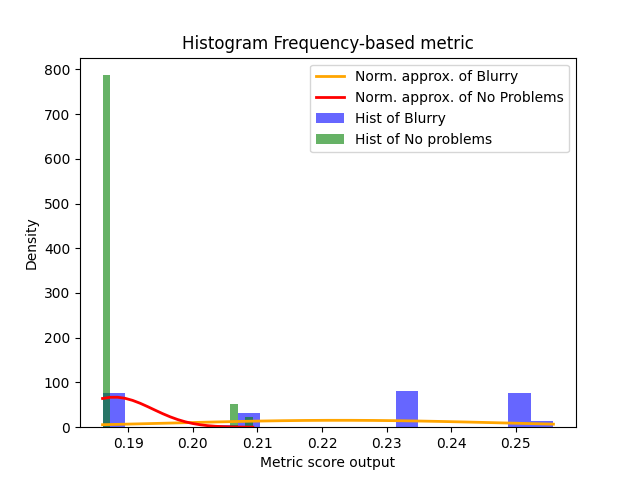 Histogram Frequency-based metric
Norm. approx. of Blurry
Norm. approx. of No Problems
Hist of Blurry
Hist of No problems
Density
800
700
600
500
400
300
200
100
0
0.19 0.20 0.21 0.22 0.23 0.24 0.25
Metric score output